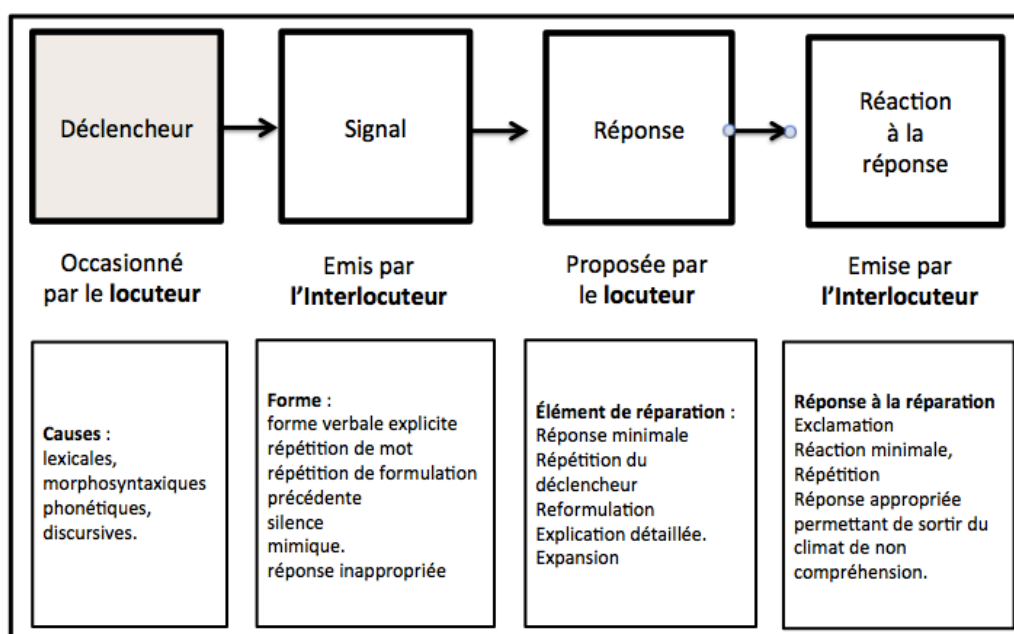 Déclencheur
Signal
Réponse
Réaction
à la
réponse
Occasionné
par le locuteur
Emis par
l’Interlocuteur
Proposée par
le locuteur
Emise par
l’Interlocuteur
Causes :
lexicales,
morphosyntaxiques
phonétiques,
discursives.
Forme :
forme verbale explicite
répétition de mot
répétition de formulation
précédente
silence
mimique.
réponse inappropriée
Élément de réparation :
Réponse minimale
Répétition du
déclencheur
Reformulation
Explication détaillée.
Expansion
Réponse à la réparation
Exclamation
Réaction minimale,
Répétition
Réponse appropriée
permettant de sortir du
climat de non
compréhension.